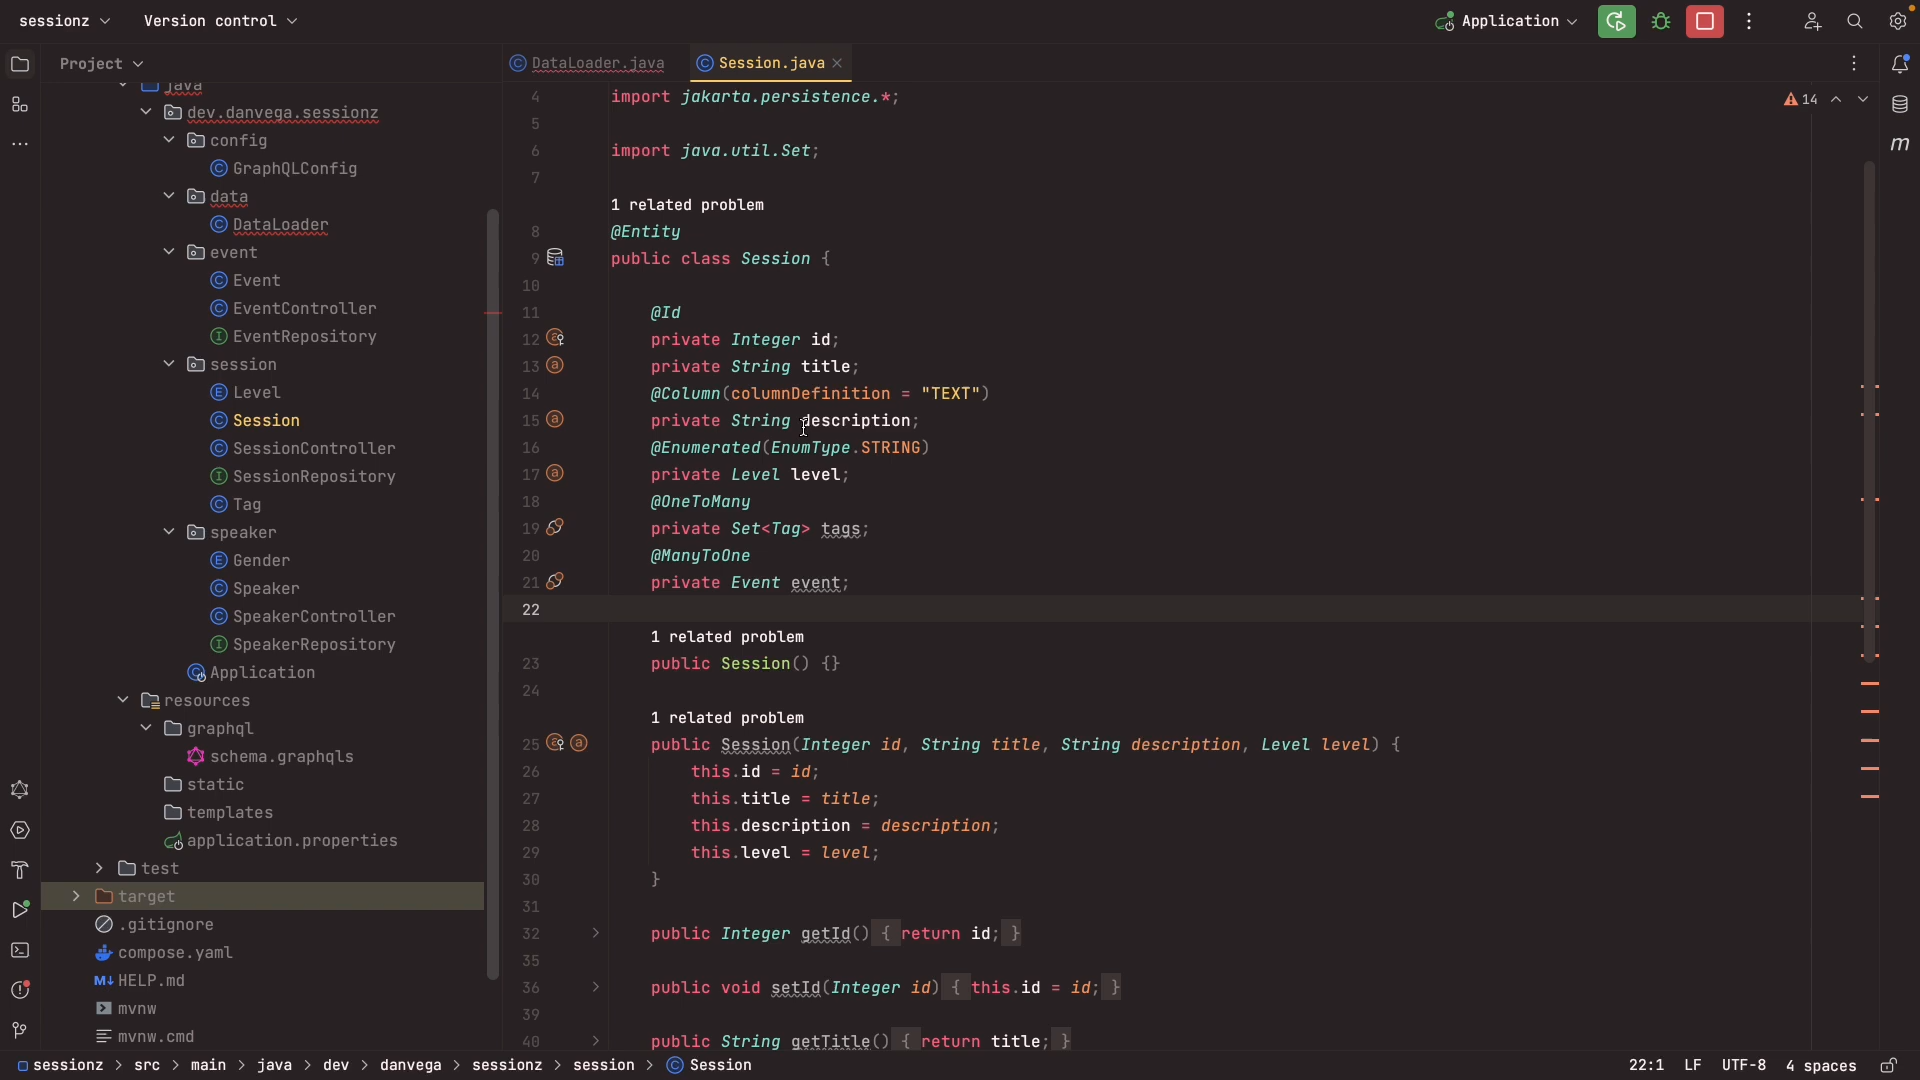 sessionz
Version control
Application
Project
DataLoader.java
Session.java
java
dev.danvega.sessionz
config
GraphQLConfig
data
DataLoader
event
Event
EventController
EventRepository
session
Level
Session
SessionController
SessionRepository
Tag
speaker
Gender
Speaker
SpeakerController
SpeakerRepository
Application
resources
graphql
schema.graphqls
static
templates
application.properties
test
target
.gitignore
compose.yaml
HELP.md
mvnw
mvnw.cmd
14
4 import jakarta.persistence.*;
5
6 import java.util.Set;
7
1 related problem
8 @Entity
9 public class Session {
10
11 @Id
12 private Integer id;
13 private String title;
14 @Column(columnDefinition = "TEXT")
15 private String description;
16 @Enumerated(EnumType.STRING)
17 private Level level;
18 @OneToMany
19 private Set<Tag> tags;
20 @ManyToOne
21 private Event event;
22
1 related problem
23 public Session() {}
24
1 related problem
25 public Session(Integer id, String title, String description, Level level) {
26 this.id = id;
27 this.title = title;
28 this.description = description;
29 this.level = level;
30 }
31
32 public Integer getId() { return id; }
35
36 public void setId(Integer id) { this.id = id; }
39
40 public String getTitle() { return title; }
sessionz > src > main > java > dev > danvega > sessionz > session > Session
22:1 LF UTF-8 4 spaces